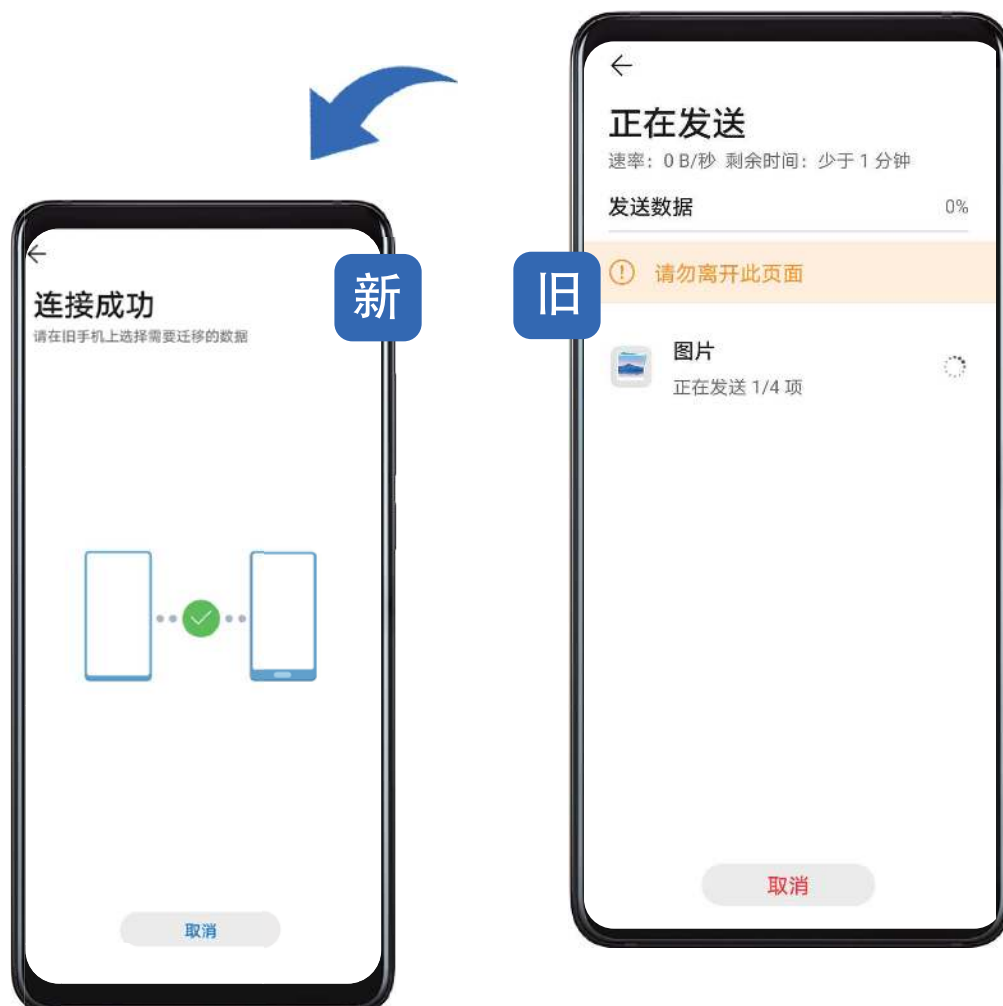 连接成功
请在旧手机上选择需要迁移的数据
新
取消
旧
正在发送
速率：0 B/秒 剩余时间：少于 1 分钟
发送数据 0%
请勿离开此页面
图片
正在发送 1/4 项
取消